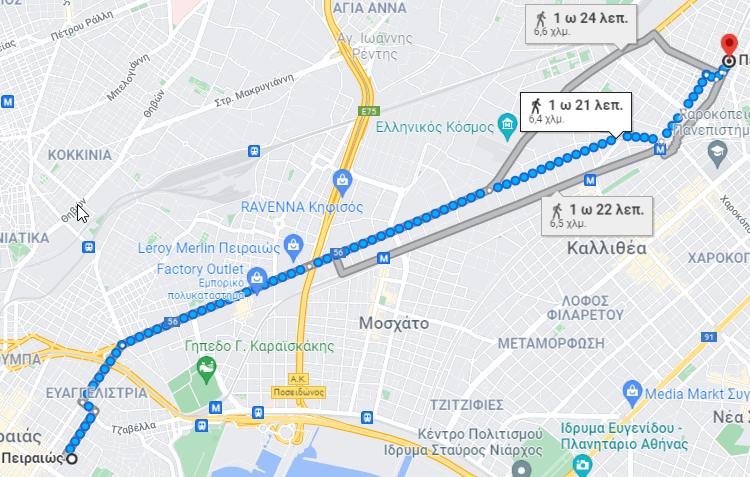 ΑΓΙΑ ΑΝΝΑ
1 ω 24 λεπ.
6,6 χλμ.
Πέτρου Ράλλη
Αγ. Ιωάννης
Ρέντης
Μπελογιάννη
Θηβών
Στρ. Μακρυγιάννη
E75
1 ω 21 λεπ.
6,4 χλμ.
Ελληνικός Κόσμος
Χαροκόπειο
Πανεπιστήμ
ΚΟΚΚΙΝΙΑ
Θηβών
RAVENNA Κηφισός
1 ω 22 λεπ.
6,5 χλμ.
ΝΙΑΤΙΚΑ
Leroy Merlin Πειραιώς
56
Καλλιθέα
ΧΑΡΟΚΟΠ
Factory Outlet
Εμπορικό
πολυκατάστημα
56
ΛΟΦΟΣ
ΦΙΛΑΡΕΤΟΥ
Μοσχάτο
ΜΕΤΑΜΟΡΦΩΣΗ
91
Γήπεδο Γ. Καραϊσκάκης
ΟΥΜΠΑ
Α.Κ.
Ποσειδώνος
ΕΥΑΓΓΕΛΙΣΤΡΙΑ
Media Markt Συγ
ΤΖΙΤΖΙΦΙΕΣ
Νέα Σ
Τζαβέλλα
ραιάς
Κέντρο Πολιτισμού
Ίδρυμα Σταύρος Νιάρχος
Ίδρυμα Ευγενίδου -
Πλανητάριο Αθήνας
Πειραιώς